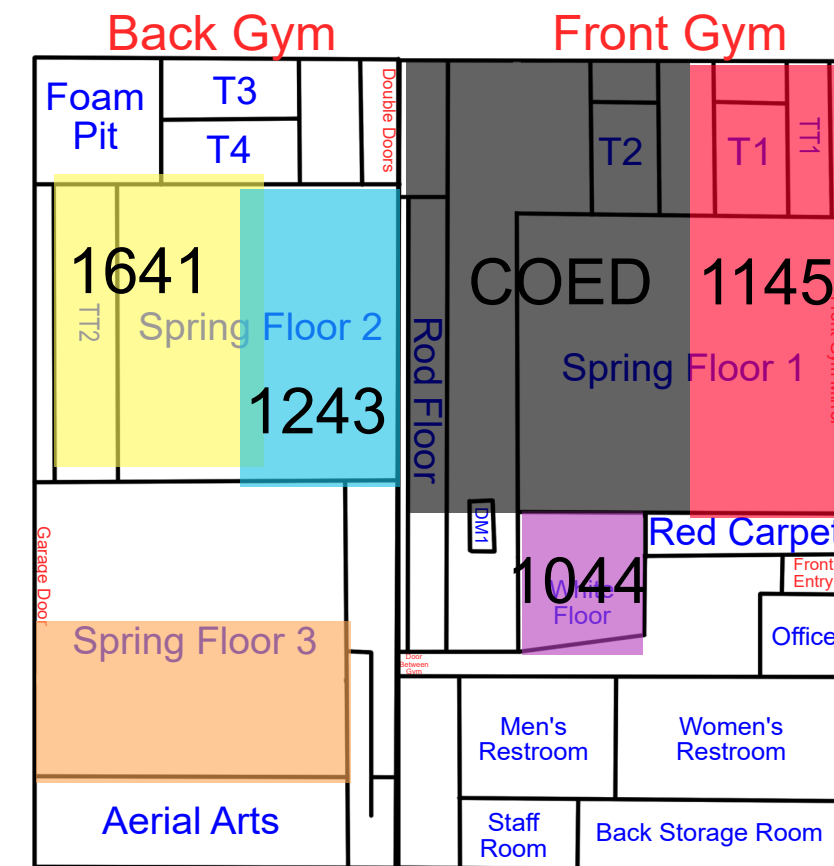 Back Gym
Front Gym
Foam
Pit
T3
T4
Double Doors
T2
T1
TT1
1641
TT2
Spring Floor 2
1243
Rod Floor
COED
1145
Spring Floor 1
DM1
Red Carpet
1044
White
Floor
Front
Entry
Office
Garage Door
Spring Floor 3
Door
Between
Gym
Men's
Restroom
Women's
Restroom
Aerial Arts
Staff
Room
Back Storage Room